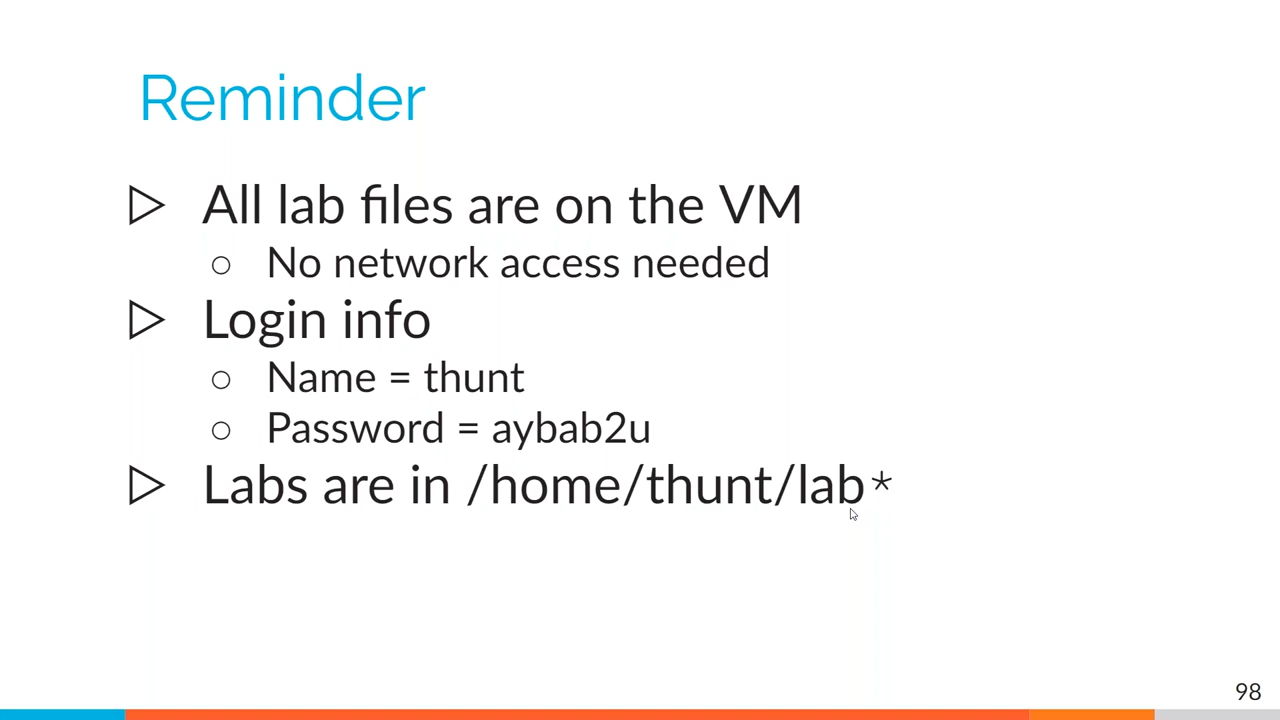 Reminder
▷ All lab files are on the VM
○ No network access needed
▷ Login info
○ Name = thunt
○ Password = aybab2u
▷ Labs are in /home/thunt/lab*
98